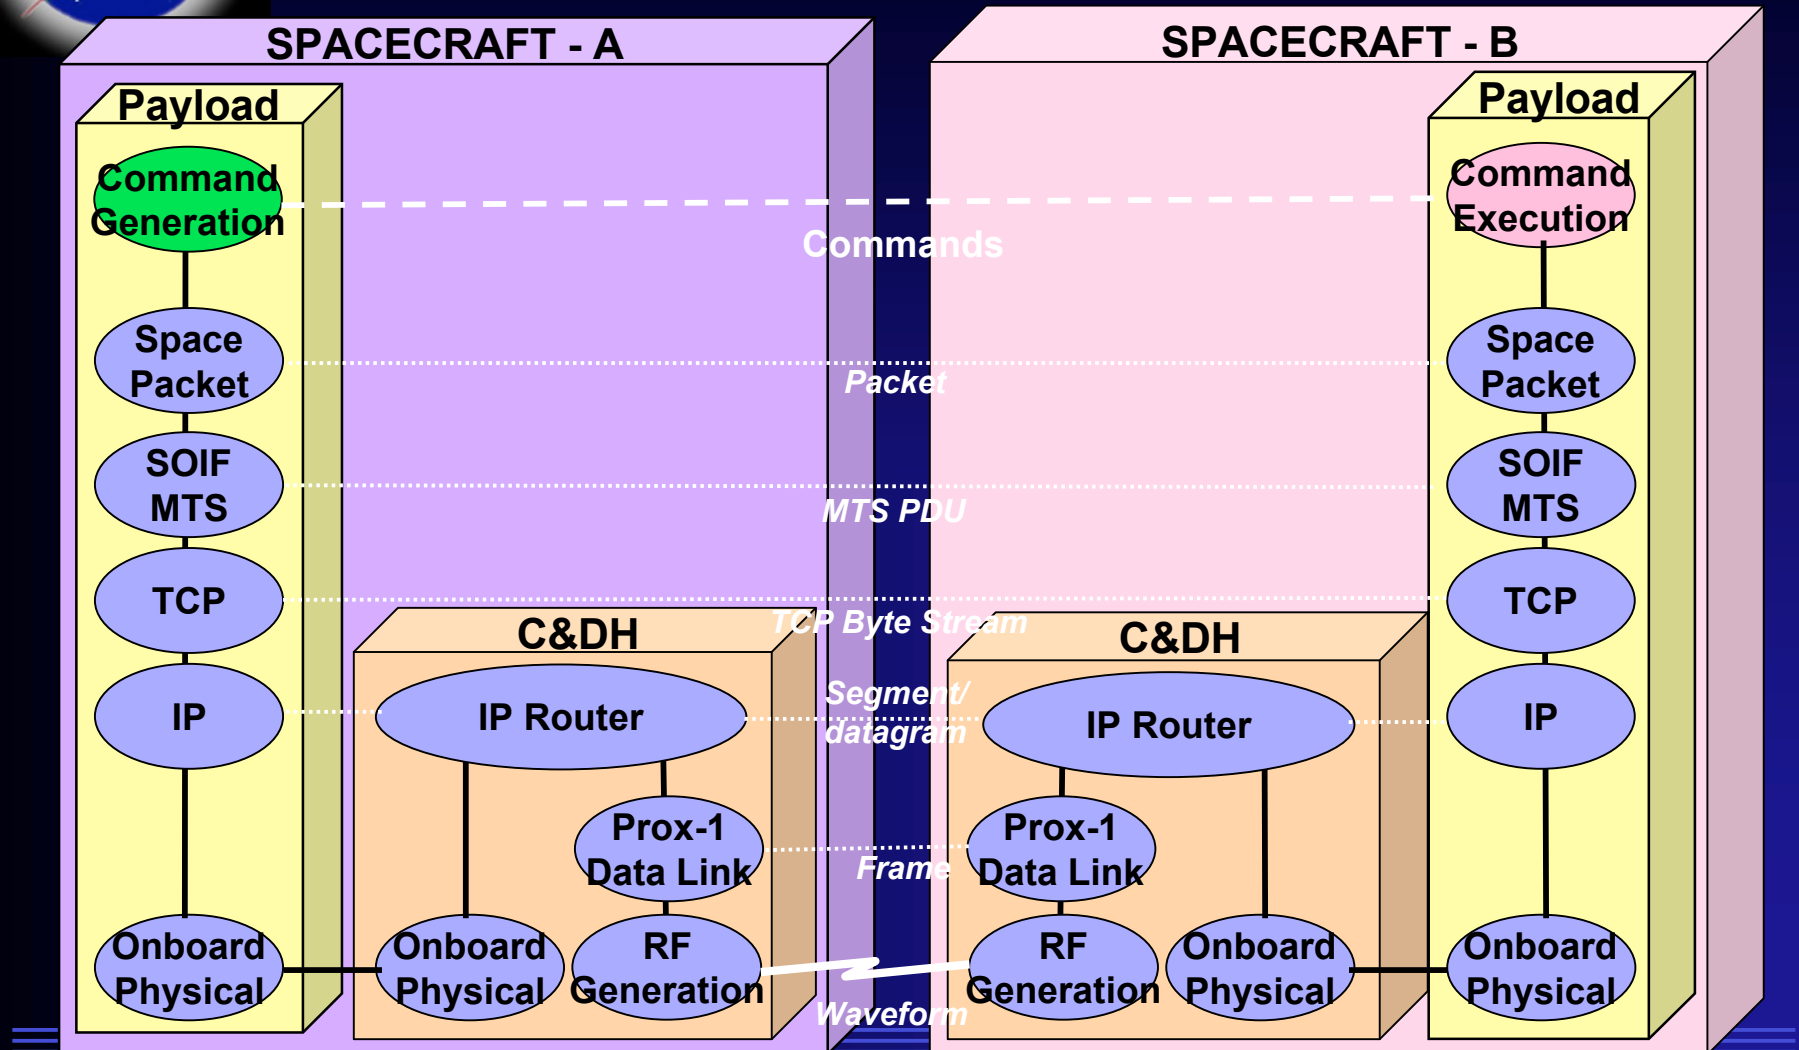 SPACECRAFT - A
SPACECRAFT - B
Payload
Payload
Command
Generation
Command
Execution
Commands
Space
Packet
Space
Packet
Packet
SOIF
MTS
SOIF
MTS
MTS PDU
TCP
TCP
TCP Byte Stream
C&DH
C&DH
IP
IP Router
Segment/
datagram
IP Router
IP
Prox-1
Data Link
Frame
Prox-1
Data Link
Onboard
Physical
Onboard
Physical
RF
Generation
Waveform
RF
Generation
Onboard
Physical
Onboard
Physical